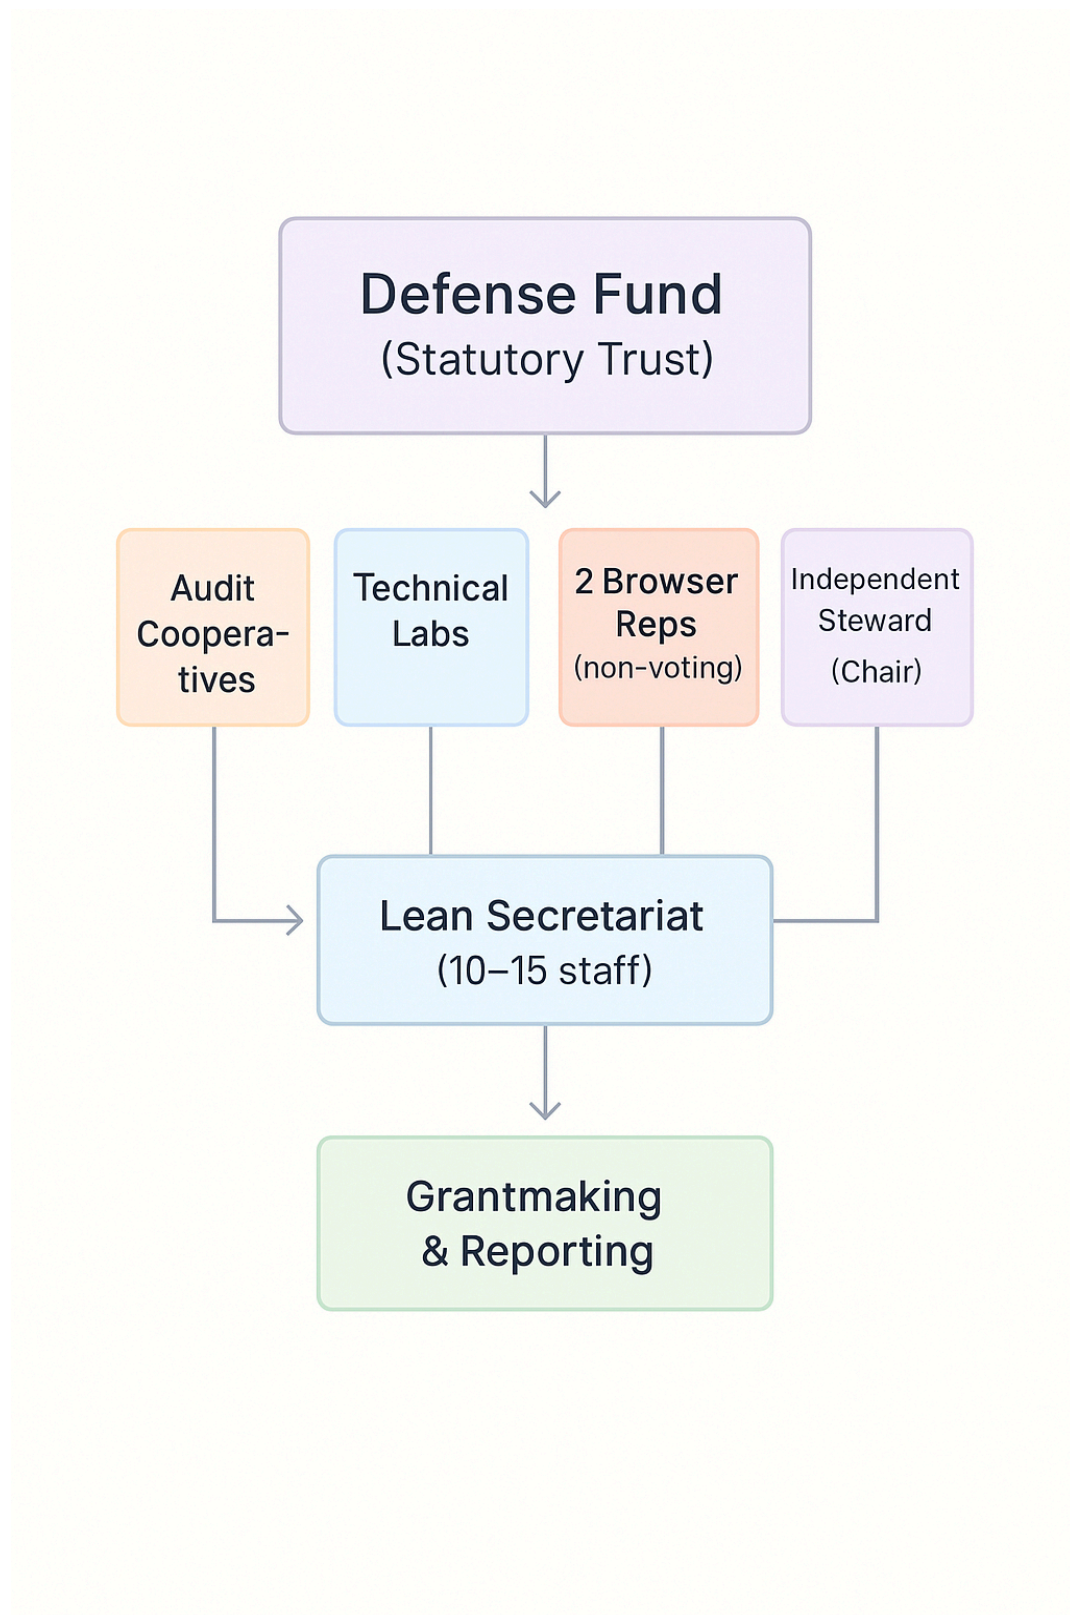 Defense Fund
(Statutory Trust)
Audit
Coopera-
tives
Technical
Labs
2 Browser
Reps
(non-voting)
Independent
Steward
(Chair)
Lean Secretariat
(10–15 staff)
Grantmaking
& Reporting